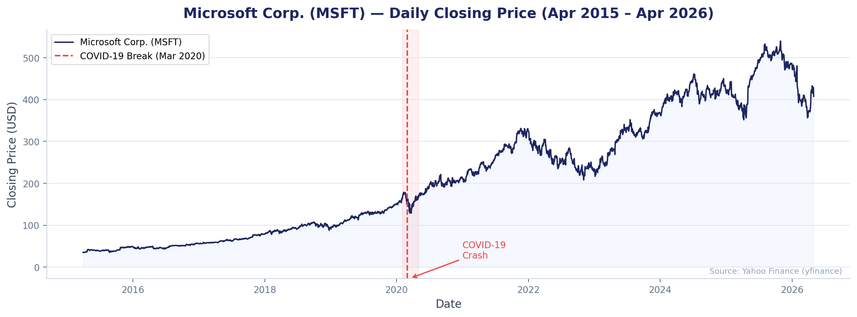 Microsoft Corp. (MSFT) — Daily Closing Price (Apr 2015 – Apr 2026)
Microsoft Corp. (MSFT)
COVID-19 Break (Mar 2020)
Closing Price (USD)
500
400
300
200
100
0
COVID-19
Crash
Source: Yahoo Finance (yfinance)
2016
2018
2020
2022
2024
2026
Date